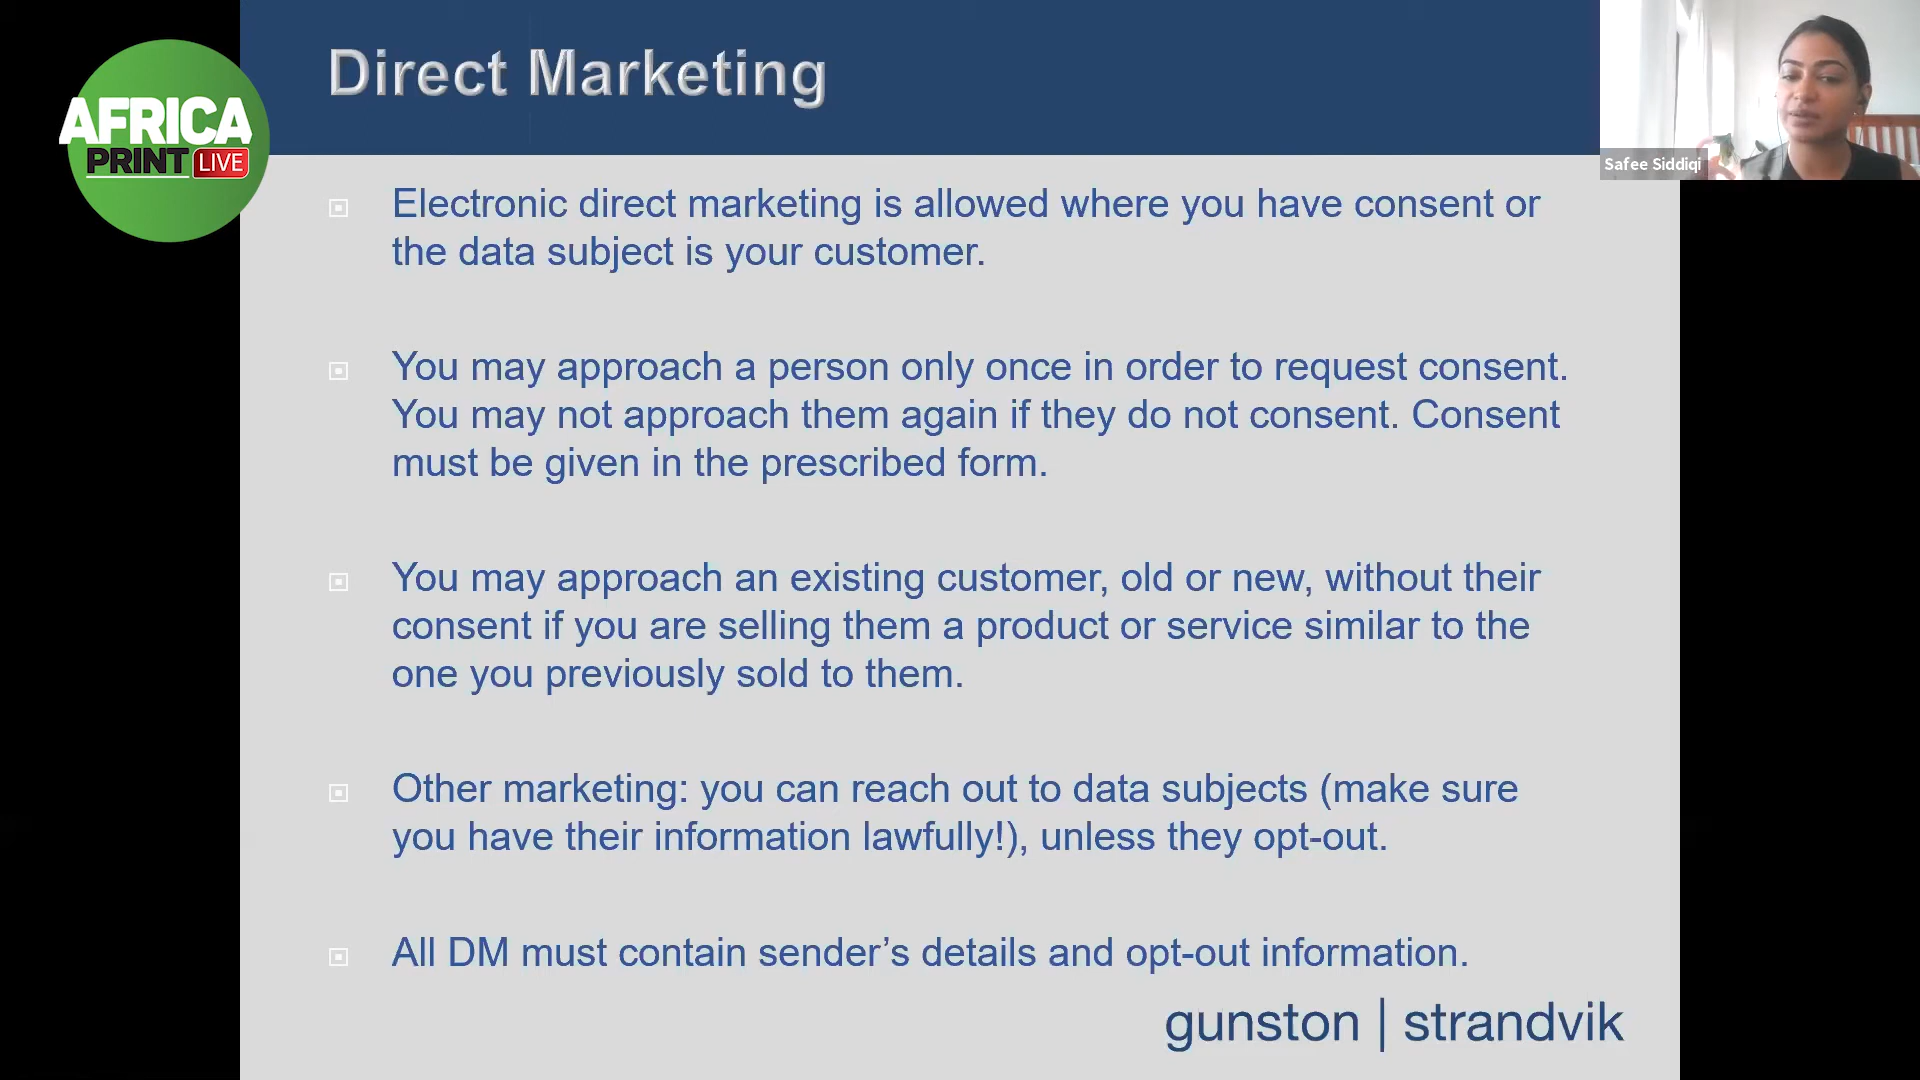 Direct Marketing
AFRICA
PRINT LIVE
Safee Siddiqi
Electronic direct marketing is allowed where you have consent or
the data subject is your customer.
You may approach a person only once in order to request consent.
You may not approach them again if they do not consent. Consent
must be given in the prescribed form.
You may approach an existing customer, old or new, without their
consent if you are selling them a product or service similar to the
one you previously sold to them.
Other marketing: you can reach out to data subjects (make sure
you have their information lawfully!), unless they opt-out.
All DM must contain sender’s details and opt-out information.
gunston | strandvik